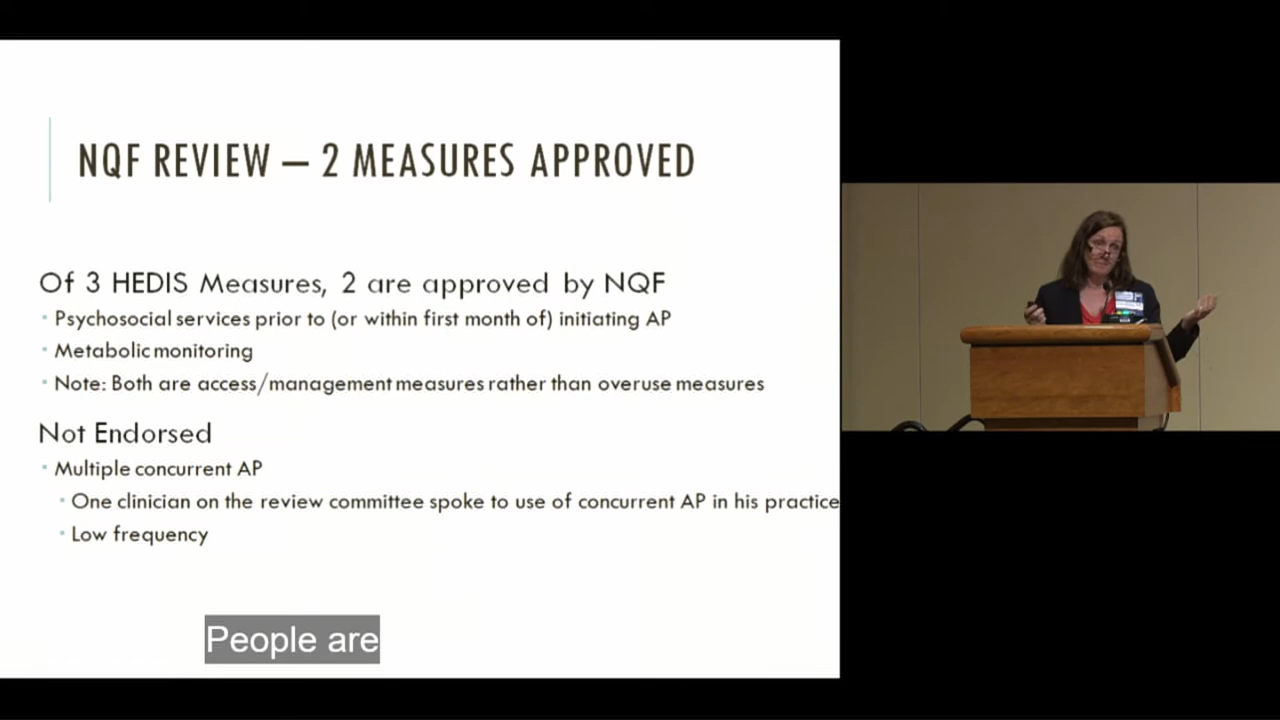 NQF REVIEW – 2 MEASURES APPROVED
Of 3 HEDIS Measures, 2 are approved by NQF
Psychosocial services prior to (or within first month of) initiating AP
Metabolic monitoring
Note: Both are access/management measures rather than overuse measures
Not Endorsed
Multiple concurrent AP
One clinician on the review committee spoke to use of concurrent AP in his practice
Low frequency
People are